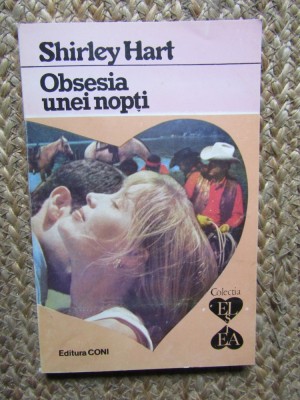 Shirley Hart
Obsesia
unei nopți
Colecția
EL
ȘI
EA
Editura CONI